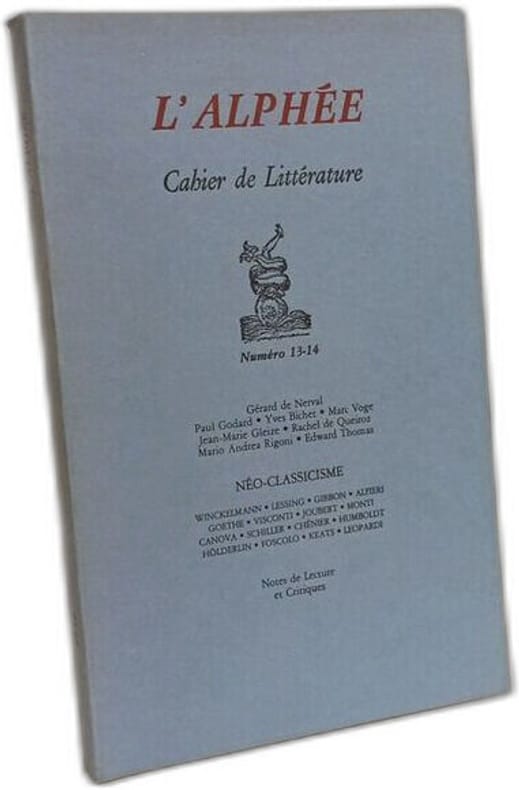 L'ALPHÉE
Cahier de Littérature
Numéro 13-14
Gérard de Nerval
Paul Godard • Yves Bichet • Marc Voge
Jean-Marie Gleize • Rachel de Queiroz
Mario Andrea Rigoni • Edward Thomas
NÉO-CLASSICISME
WINCKELMANN • LESSING • GIBBON • ALFIERI
GOETHE • VISCONTI • JOUBERT • MONTI
CANOVA • SCHILLER • CHÉNIER • HUMBOLDT
HÖLDERLIN • FOSCOLO • KEATS • LEOPARDI
Notes de Lecture
et Critiques